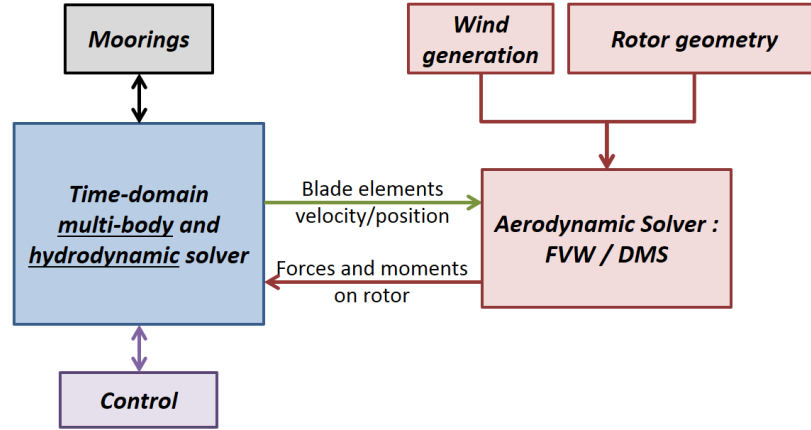 Moorings
Wind
generation
Rotor geometry
Time-domain
multi-body and
hydrodynamic solver
Blade elements
velocity/position
Aerodynamic Solver :
FVW / DMS
Forces and moments
on rotor
Control